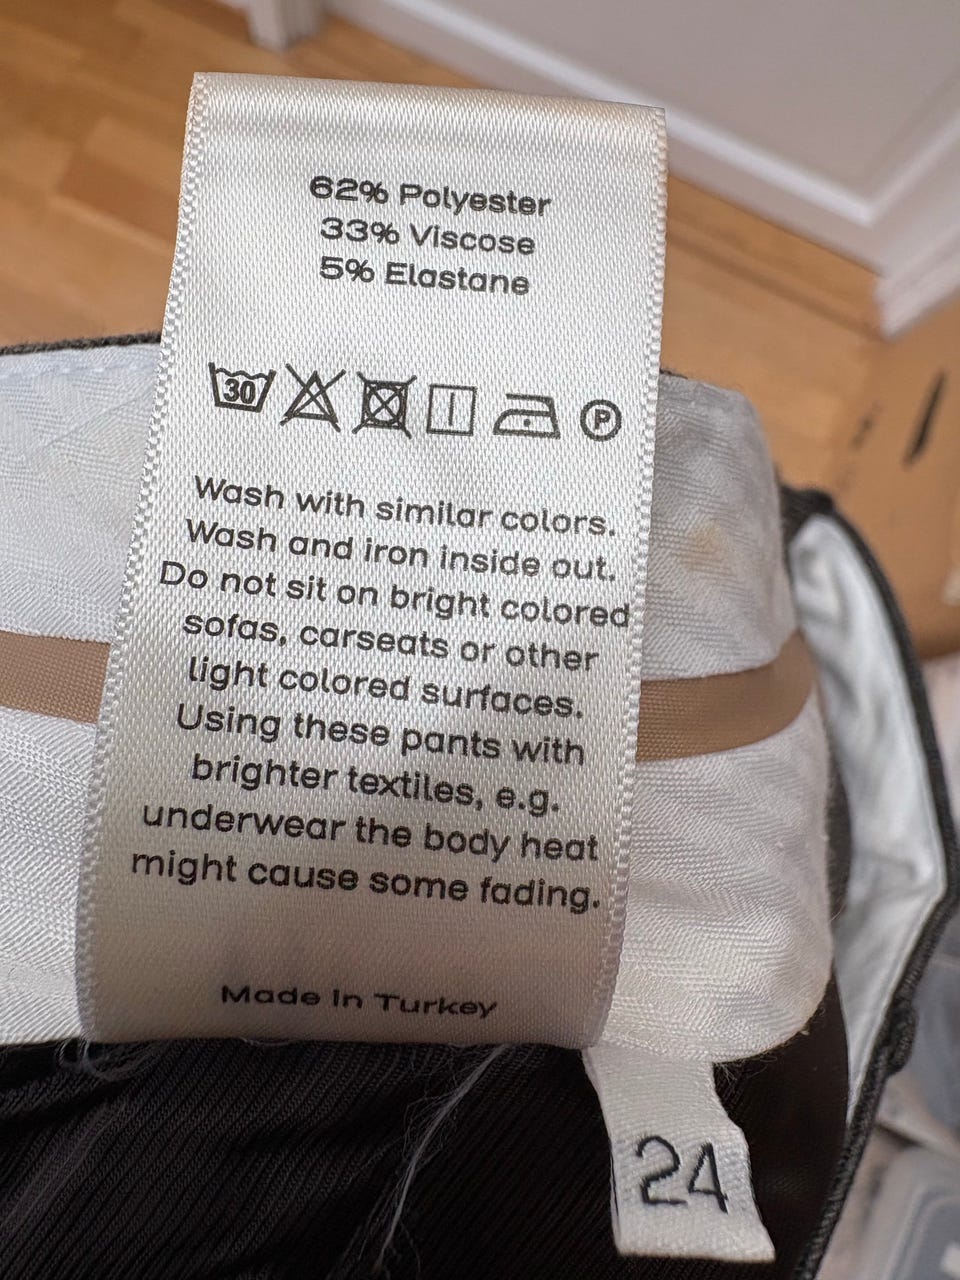 62% Polyester
33% Viscose
5% Elastane
30
P
Wash with similar colors.
Wash and iron inside out.
Do not sit on bright colored
sofas, carseats or other
light colored surfaces.
Using these pants with
brighter textiles, e.g.
underwear the body heat
might cause some fading.
Made In Turkey
24